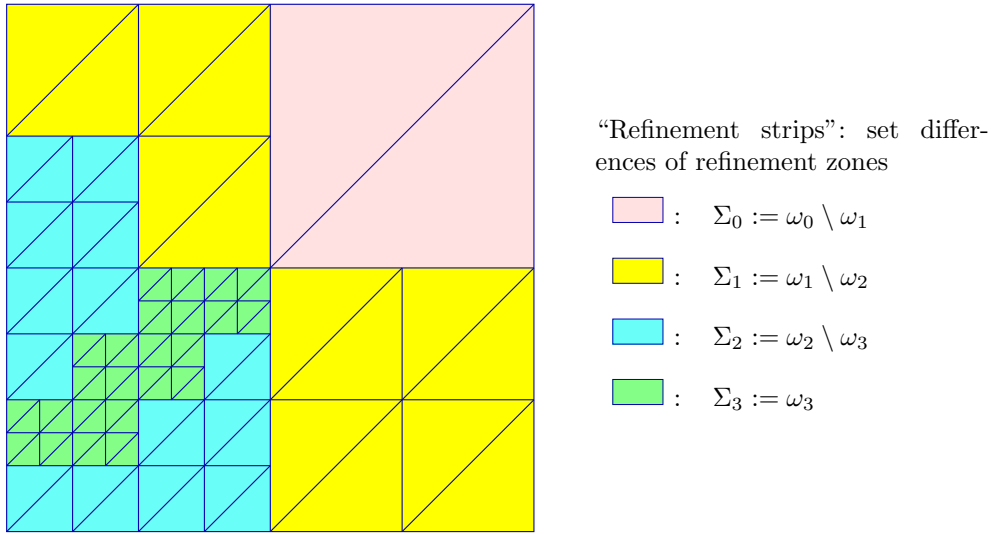 “Refinement strips”: set differ-
ences of refinement zones
: Σ₀ := ω₀ \ ω₁
: Σ₁ := ω₁ \ ω₂
: Σ₂ := ω₂ \ ω₃
: Σ₃ := ω₃